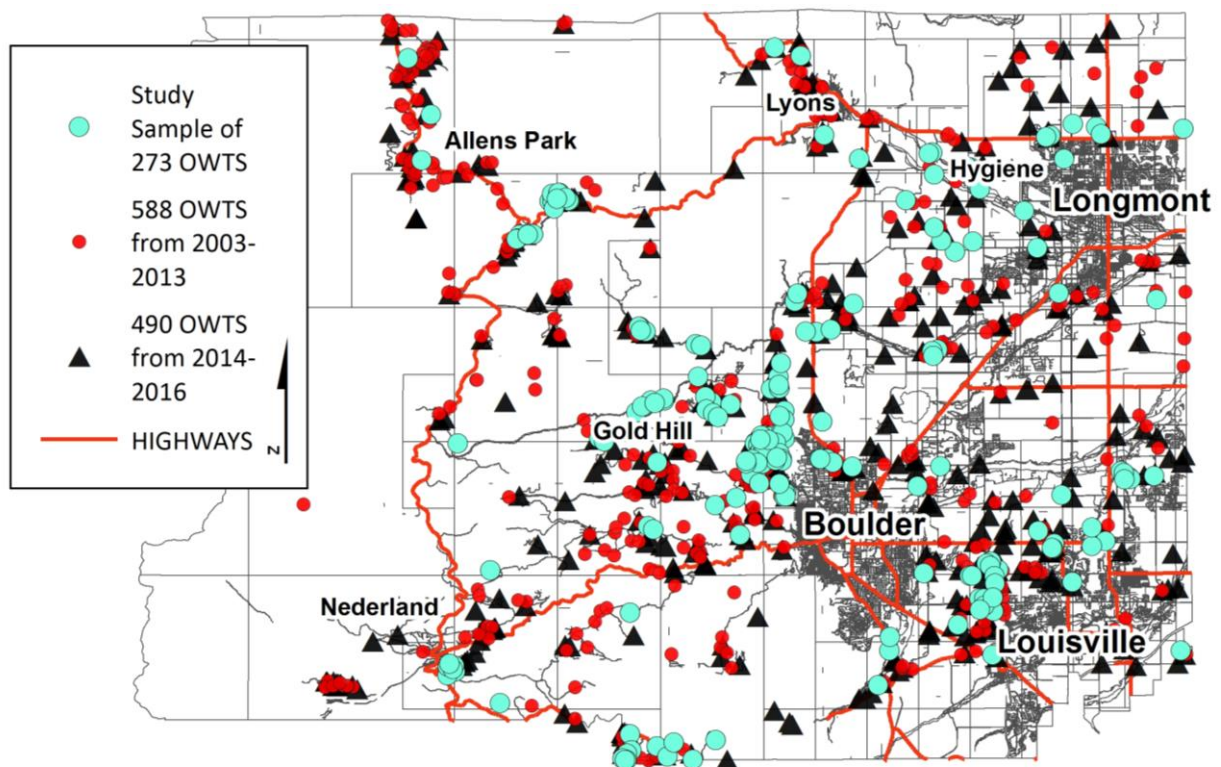 Study
Sample of
273 OWTS
588 OWTS
from 2003-
2013
490 OWTS
from 2014-
2016
HIGHWAYS
N
Allens Park
Lyons
Hygiene
Longmont
Gold Hill
Boulder
Nederland
Louisville